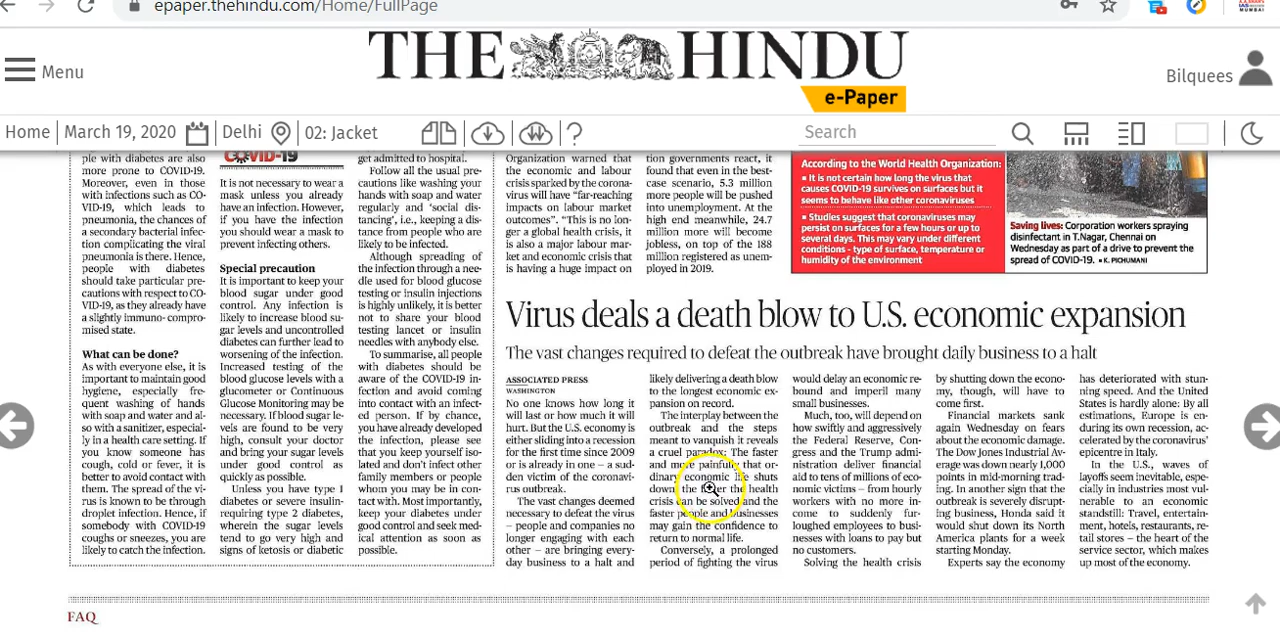 epaper.thehindu.com/Home/FullPage
Menu
THE HINDU
e-Paper
Bilquees
Home
March 19, 2020
Delhi
02: Jacket
?
Search
ple with diabetes are also
more prone to COVID-19.
Moreover, even in those
with infections such as CO-
VID-19, which leads to
pneumonia, the chances of
a secondary bacterial infec-
tion complicating the viral
pneumonia is there. Hence,
people with diabetes
should take particular pre-
cautions with respect to CO-
VID-19, as they already have
a slightly immuno-compro-
mised state.
What can be done?
As with everyone else, it is
important to maintain good
hygiene, especially fre-
quent washing of hands
with soap and water and al-
so with a sanitizer, especial-
ly in a health care setting. If
you know someone has
cough, cold or fever, it is
better to avoid contact with
them. The spread of the vi-
rus is known to be through
droplet infection. Hence, if
somebody with COVID-19
coughs or sneezes, you are
likely to catch the infection.
COVID-19
It is not necessary to wear a
mask unless you already
have an infection. However,
if you have the infection
you should wear a mask to
prevent infecting others.
Special precaution
It is important to keep your
blood sugar under good
control. Any infection is
likely to increase blood su-
gar levels and uncontrolled
diabetes can further lead to
worsening of the infection.
Increased testing of the
blood glucose levels with a
glucometer or Continuous
Glucose Monitoring may be
necessary. If blood sugar le-
vels are found to be very
high, consult your doctor
and bring your sugar levels
under good control as
quickly as possible.
Unless you have type 1
diabetes or severe insulin-
requiring type 2 diabetes,
wherein the sugar levels
tend to go very high and
signs of ketosis or diabetic
get admitted to hospital.
Follow all the usual pre-
cautions like washing your
hands with soap and water
regularly and 'social dis-
tancing', i.e., keeping a dis-
tance from people who are
likely to be infected.
Although spreading of
the infection through a nee-
dle used for blood glucose
testing or insulin injections
is highly unlikely, it is better
not to share your blood
testing lancet or insulin
needles with anybody else.
To summarise, all people
with diabetes should be
aware of the COVID-19 in-
fection and avoid coming
into contact with an infect-
ed person. If by chance,
you have already developed
the infection, please see
that you keep yourself iso-
lated and don't infect other
family members or people
whom you may be in con-
tact with. Most importantly,
keep your diabetes under
good control and seek med-
ical attention as soon as
possible.
Organization warned that
the economic and labour
crisis sparked by the corona-
virus will have "far-reaching
impacts on labour market
outcomes". "This is no lon-
ger a global health crisis, it
is also a major labour mar-
ket and economic crisis that
is having a huge impact on
tion governments react, it
found that even in the best-
case scenario, 5.3 million
more people will be pushed
into unemployment. At the
high end meanwhile, 24.7
million more will become
jobless, on top of the 188
million registered as unem-
ployed in 2019.
According to the World Health Organization:
▪ It is not certain how long the virus that
causes COVID-19 survives on surfaces but it
seems to behave like other coronaviruses
▪ Studies suggest that coronaviruses may
persist on surfaces for a few hours or up to
several days. This may vary under different
conditions - type of surface, temperature or
humidity of the environment
Saving lives: Corporation workers spraying
disinfectant in T.Nagar, Chennai on
Wednesday as part of a drive to prevent the
spread of COVID-19. ▪ K. PICHUMANI
Virus deals a death blow to U.S. economic expansion
The vast changes required to defeat the outbreak have brought daily business to a halt
ASSOCIATED PRESS
WASHINGTON
No one knows how long it
will last or how much it will
hurt. But the U.S. economy is
either sliding into a recession
for the first time since 2009
or is already in one – a sud-
den victim of the coronavi-
rus outbreak.
The vast changes deemed
necessary to defeat the virus
– people and companies no
longer engaging with each
other – are bringing every-
day business to a halt and
likely delivering a death blow
to the longest economic ex-
pansion on record.
The interplay between the
outbreak and the steps
meant to vanquish it reveals
a cruel paradox: The faster
and more painfully that or-
dinary economic life shuts
down, the faster the health
crisis can be solved and the
faster people and businesses
may gain the confidence to
return to normal life.
Conversely, a prolonged
period of fighting the virus
would delay an economic re-
bound and imperil many
small businesses.
Much, too, will depend on
how swiftly and aggressively
the Federal Reserve, Con-
gress and the Trump admi-
nistration deliver financial
aid to tens of millions of eco-
nomic victims – from hourly
workers with no more in-
come to suddenly fur-
loughed employees to busi-
nesses with loans to pay but
no customers.
Solving the health crisis
by shutting down the econo-
my, though, will have to
come first.
Financial markets sank
again Wednesday on fears
about the economic damage.
The Dow Jones Industrial Av-
erage was down nearly 1,000
points in mid-morning trad-
ing. In another sign that the
outbreak is severely disrupt-
ing business, Honda said it
would shut down its North
America plants for a week
starting Monday.
Experts say the economy
has deteriorated with stun-
ning speed. And the United
States is hardly alone: By all
estimations, Europe is en-
during its own recession, ac-
celerated by the coronavirus'
epicentre in Italy.
In the U.S., waves of
layoffs seem inevitable, espe-
cially in industries most vul-
nerable to an economic
standstill: Travel, entertain-
ment, hotels, restaurants, re-
tail stores – the heart of the
service sector, which makes
up most of the economy.
FAQ